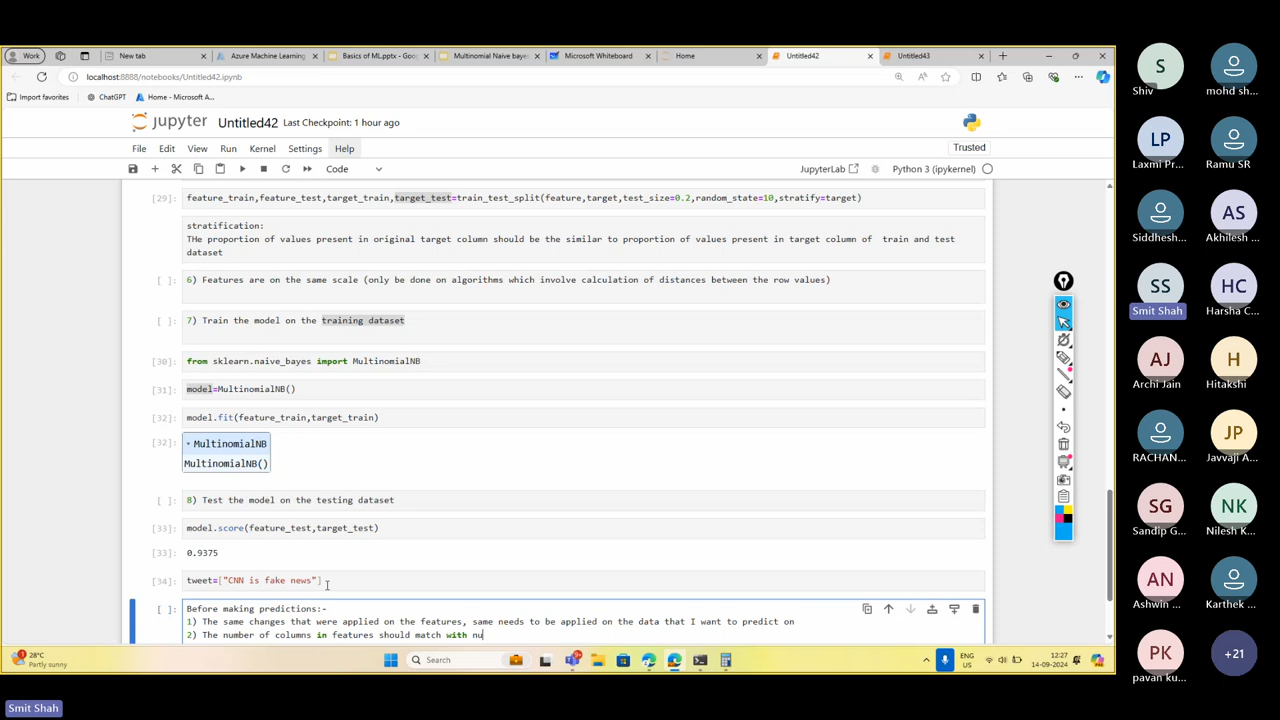 Work
New tab
Azure Machine Learning
Basics of ML.pptx - Goo
Multinomial Naive baye
Microsoft Whiteboard
Home
Untitled42
Untitled43
localhost:8888/notebooks/Untitled42.ipynb
Import favorites
ChatGPT
Home - Microsoft A...
jupyter Untitled42 Last Checkpoint: 1 hour ago
File Edit View Run Kernel Settings Help
Trusted
Code
JupyterLab
Python 3 (ipykernel)
[29]: feature_train,feature_test,target_train,target_test=train_test_split(feature,target,test_size=0.2,random_state=10,stratify=target)
stratification:
THe proportion of values present in original target column should be the similar to proportion of values present in target column of train and test
dataset
[ ]: 6) Features are on the same scale (only be done on algorithms which involve calculation of distances between the row values)
[ ]: 7) Train the model on the training dataset
[30]: from sklearn.naive_bayes import MultinomialNB
[31]: model=MultinomialNB()
[32]: model.fit(feature_train,target_train)
[32]: MultinomialNB
MultinomialNB()
[ ]: 8) Test the model on the testing dataset
[33]: model.score(feature_test,target_test)
[33]: 0.9375
[34]: tweet=["CNN is fake news"]
[ ]: Before making predictions:-
1) The same changes that were applied on the features, same needs to be applied on the data that I want to predict on
2) The number of columns in features should match with nu
28°C
Partly sunny
Search
ENG
US
12:27
14-09-2024
S
Shiv
mohd sh...
LP
Laxmi Pr...
Ramu SR
Siddhesh...
AS
Akhilesh ...
SS
Smit Shah
HC
Harsha C...
AJ
Archi Jain
H
Hitakshi
RACHAN...
JP
Javvaji A...
SG
Sandip G...
NK
Nilesh K...
AN
Ashwin ...
Karthek ...
PK
pavan ku...
+21
Smit Shah